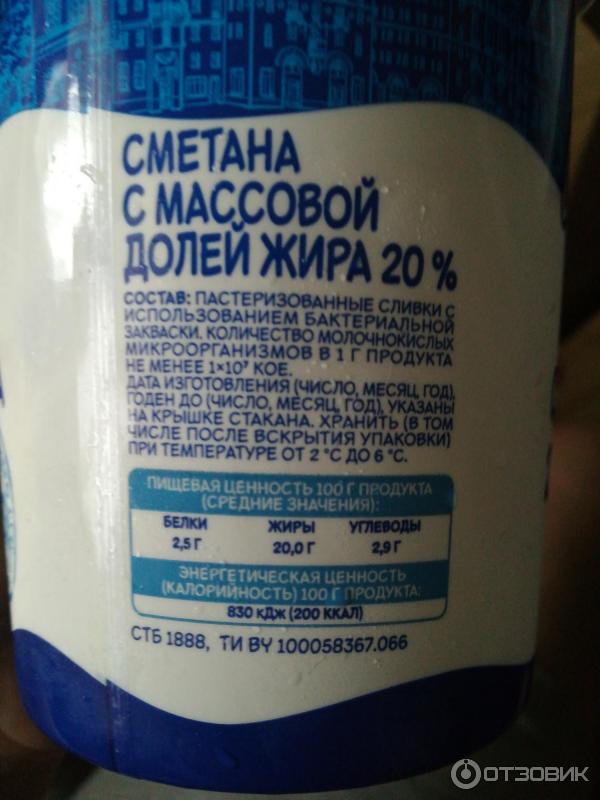 СМЕТАНА
С МАССОВОЙ
ДОЛЕЙ ЖИРА 20 %
СОСТАВ: ПАСТЕРИЗОВАННЫЕ СЛИВКИ С
ИСПОЛЬЗОВАНИЕМ БАКТЕРИАЛЬНОЙ
ЗАКВАСКИ. КОЛИЧЕСТВО МОЛОЧНОКИСЛЫХ
МИКРООРГАНИЗМОВ В 1 Г ПРОДУКТА
НЕ МЕНЕЕ 1×10⁷ КОЕ.
ДАТА ИЗГОТОВЛЕНИЯ (ЧИСЛО, МЕСЯЦ, ГОД),
ГОДЕН ДО (ЧИСЛО, МЕСЯЦ, ГОД), УКАЗАНЫ
НА КРЫШКЕ СТАКАНА. ХРАНИТЬ (В ТОМ
ЧИСЛЕ ПОСЛЕ ВСКРЫТИЯ УПАКОВКИ)
ПРИ ТЕМПЕРАТУРЕ ОТ 2 °С ДО 6 °С.
ПИЩЕВАЯ ЦЕННОСТЬ 100 Г ПРОДУКТА
(СРЕДНИЕ ЗНАЧЕНИЯ):
БЕЛКИ ЖИРЫ УГЛЕВОДЫ
2,5 Г 20,0 Г 2,9 Г
ЭНЕРГЕТИЧЕСКАЯ ЦЕННОСТЬ
(КАЛОРИЙНОСТЬ) 100 Г ПРОДУКТА:
830 КДЖ (200 ККАЛ)
СТБ 1888, ТИ BY 100058367.066
ОТЗОВИК